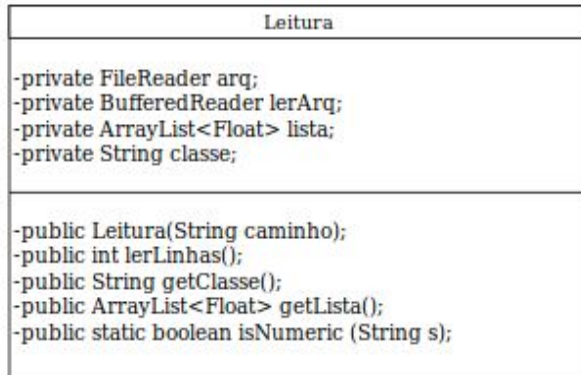 Leitura
-private FileReader arq;
-private BufferedReader lerArq;
-private ArrayList<Float> lista;
-private String classe;
-public Leitura(String caminho);
-public int lerLinhas();
-public String getClasse();
-public ArrayList<Float> getLista();
-public static boolean isNumeric (String s);